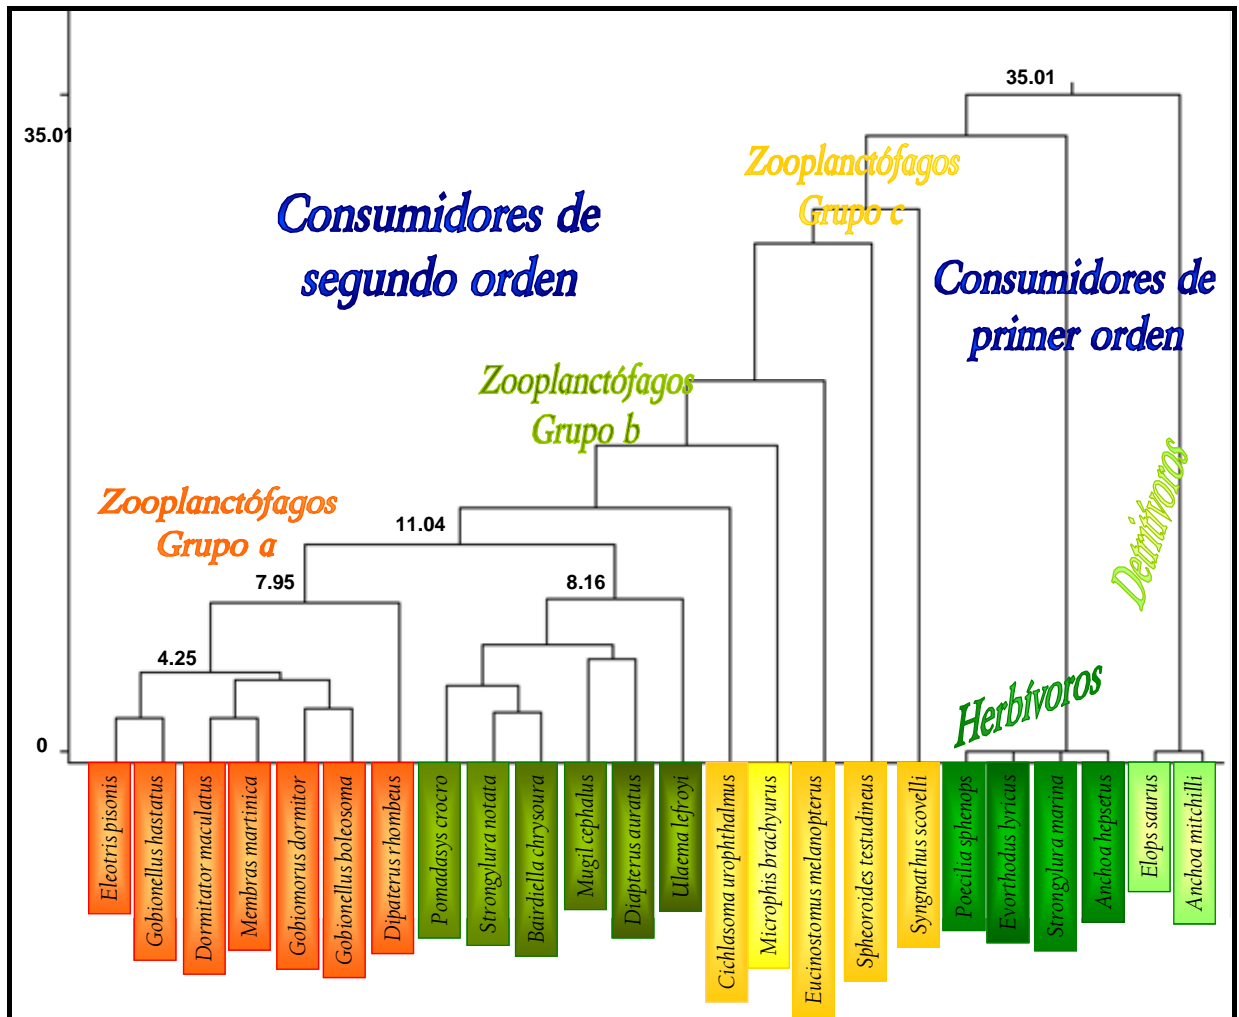 35.01
35.01
Zooplanctófagos
Grupo c
Consumidores de
segundo orden
Consumidores de
primer orden
Zooplanctófagos
Grupo b
Zooplanctófagos
Grupo a
11.04
7.95
8.16
4.25
Detritívoros
Herbívoros
0
Eleotris pisonis
Gobionellus hastatus
Dormitator maculatus
Membras martinica
Gobiomorus dormitor
Gobionellus boleosoma
Dipaterus rhombeus
Pomadasys crocro
Strongylura notata
Bairdiella chrysoura
Mugil cephalus
Diapterus auratus
Ulaema lefroyi
Cichlasoma urophthalmus
Microphis brachyurus
Eucinostomus melanopterus
Spheroides testudineus
Syngnathus scovelli
Poecilia sphenops
Evorthodus lyricus
Strongylura marina
Anchoa hepsetus
Elops saurus
Anchoa mitchilli